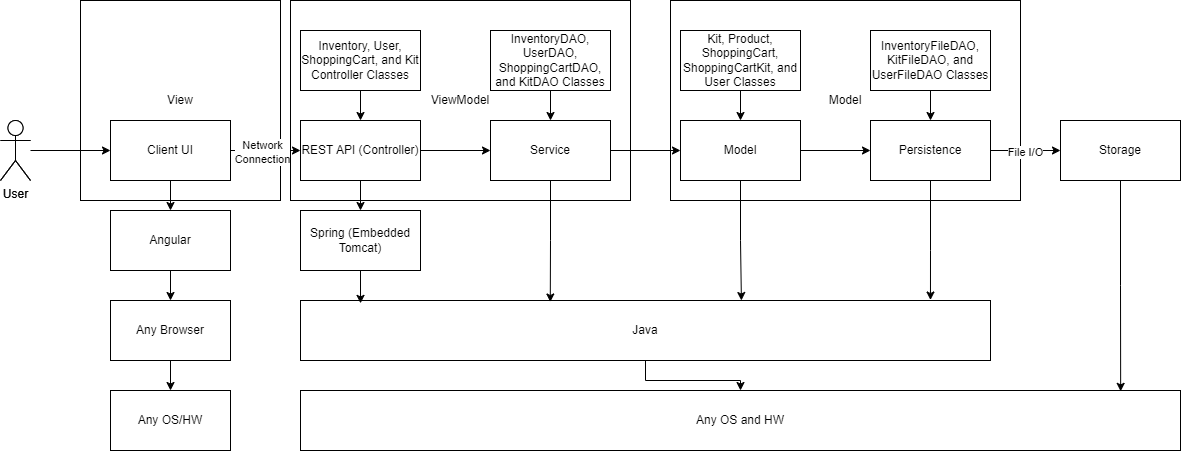 Inventory, User,
ShoppingCart, and Kit
Controller Classes
InventoryDAO,
UserDAO,
ShoppingCartDAO,
and KitDAO Classes
Kit, Product,
ShoppingCart,
ShoppingCartKit, and
User Classes
InventoryFileDAO,
KitFileDAO, and
UserFileDAO Classes
View
ViewModel
Model
User
Client UI
Network
Connection
REST API (Controller)
Service
Model
Persistence
File I/O
Storage
Angular
Spring (Embedded
Tomcat)
Any Browser
Java
Any OS/HW
Any OS and HW